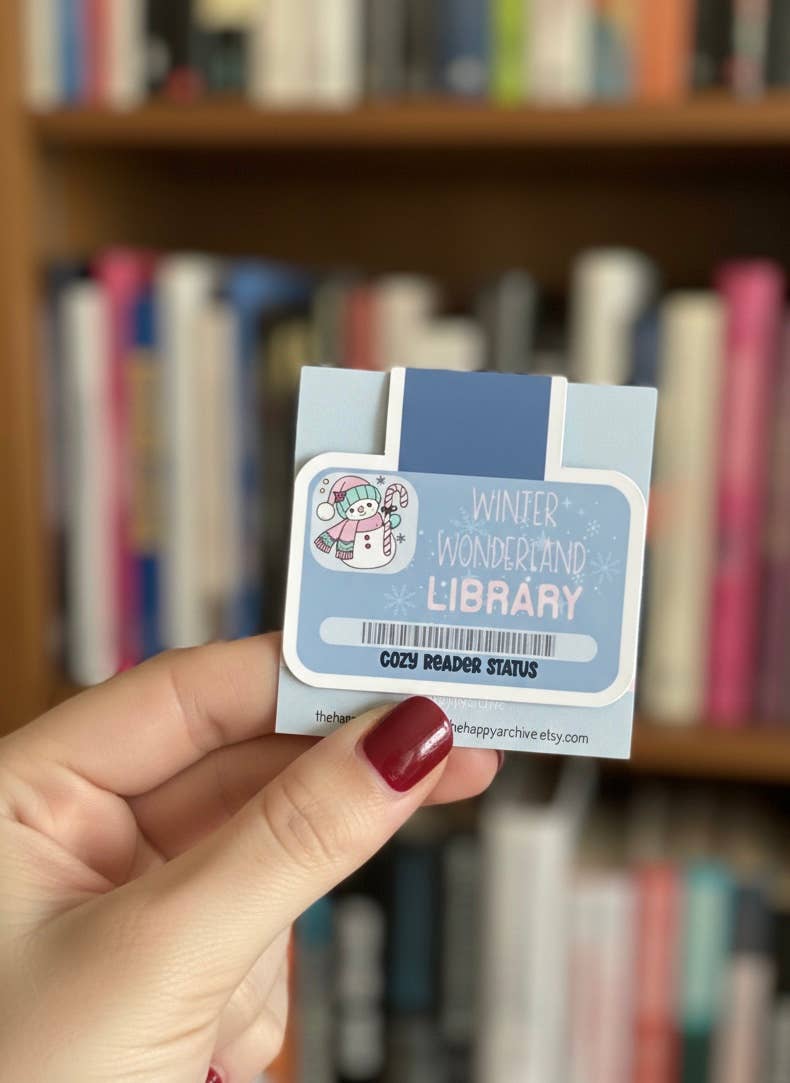 WINTER
WONDERLAND
LIBRARY
COZY READER STATUS
thehappyarchive.etsy.com